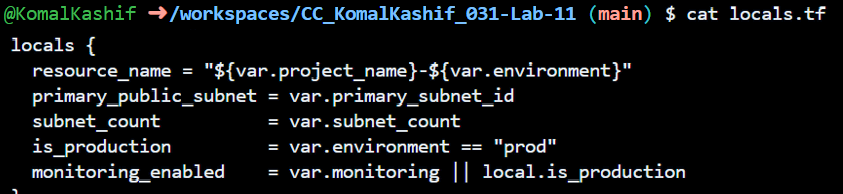 @KomalKashif ➜/workspaces/CC_KomalKashif_031-Lab-11 (main) $ cat locals.tf
locals {
  resource_name = "${var.project_name}-${var.environment}"
  primary_public_subnet = var.primary_subnet_id
  subnet_count          = var.subnet_count
  is_production         = var.environment == "prod"
  monitoring_enabled    = var.monitoring || local.is_production
}